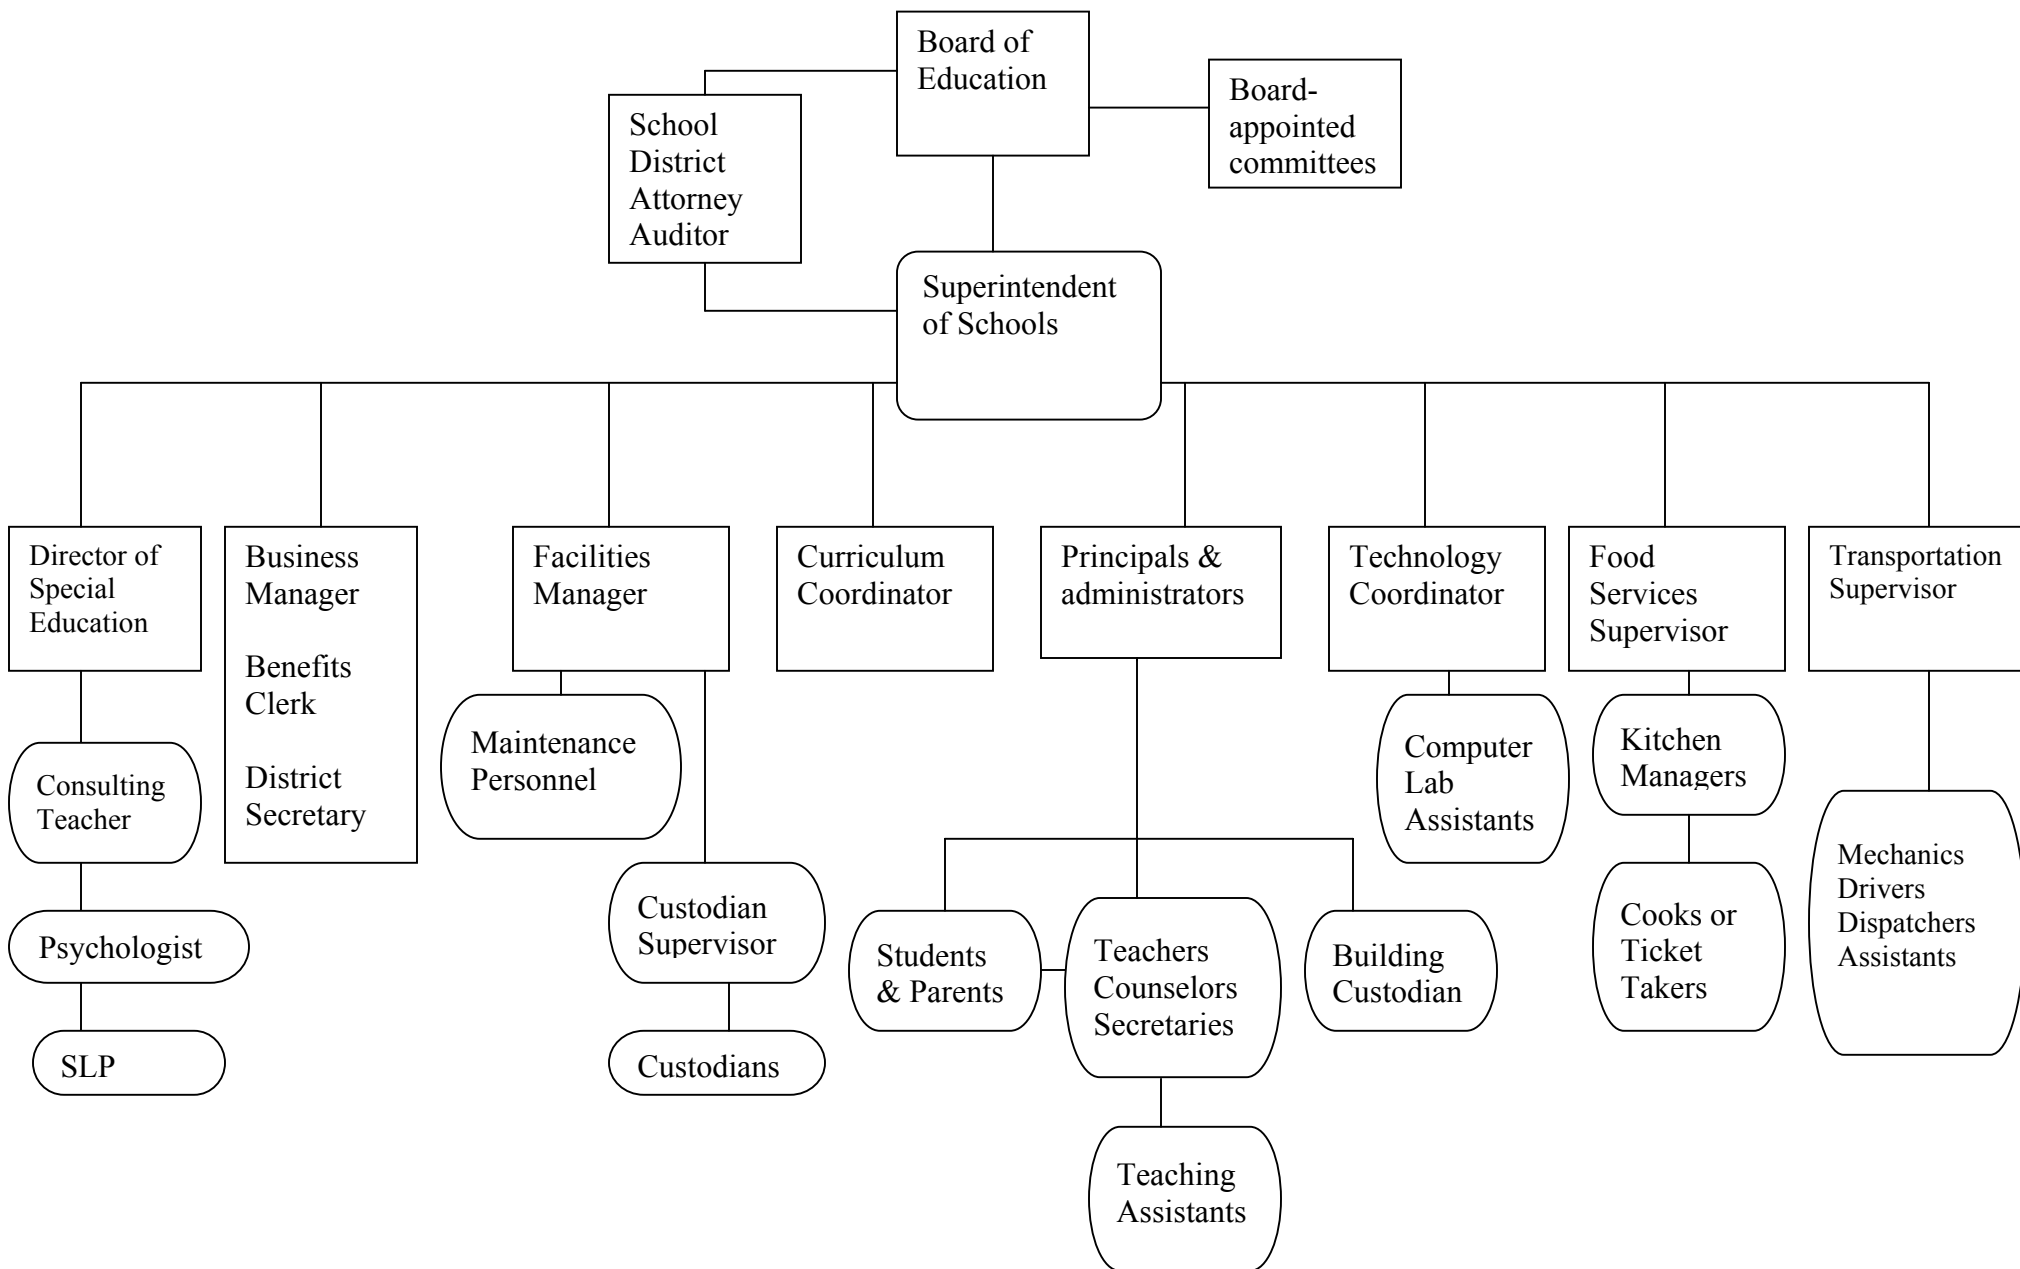 Board of
Education
Board-
appointed
committees
School
District
Attorney
Auditor
Superintendent
of Schools
Director of
Special
Education
Business
Manager
Benefits
Clerk
District
Secretary
Facilities
Manager
Curriculum
Coordinator
Principals &
administrators
Technology
Coordinator
Food
Services
Supervisor
Transportation
Supervisor
Consulting
Teacher
Maintenance
Personnel
Computer
Lab
Assistants
Kitchen
Managers
Mechanics
Drivers
Dispatchers
Assistants
Psychologist
Custodian
Supervisor
Students
& Parents
Teachers
Counselors
Secretaries
Building
Custodian
Cooks or
Ticket
Takers
SLP
Custodians
Teaching
Assistants